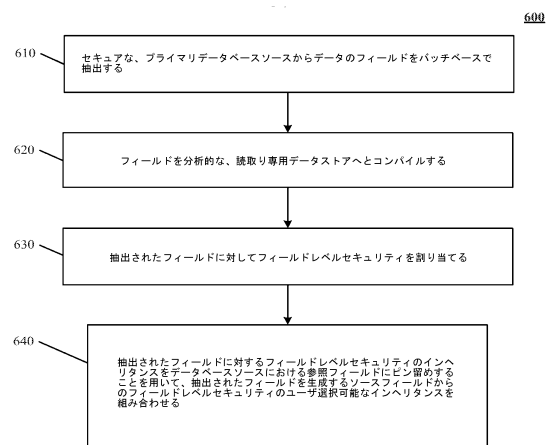 600
610
セキュアな、プライマリデータベースソースからデータのフィールドをバッチベースで
抽出する
620
フィールドを分析的な、読取り専用データストアへとコンパイルする
630
抽出されたフィールドに対してフィールドレベルセキュリティを割り当てる
640
抽出されたフィールドに対するフィールドレベルセキュリティのインヘ
リタンスをデータベースソースにおける参照フィールドにピン留めする
ことを用いて、抽出されたフィールドを生成するソースフィールドから
のフィールドレベルセキュリティのユーザ選択可能なインヘリタンスを
組み合わせる